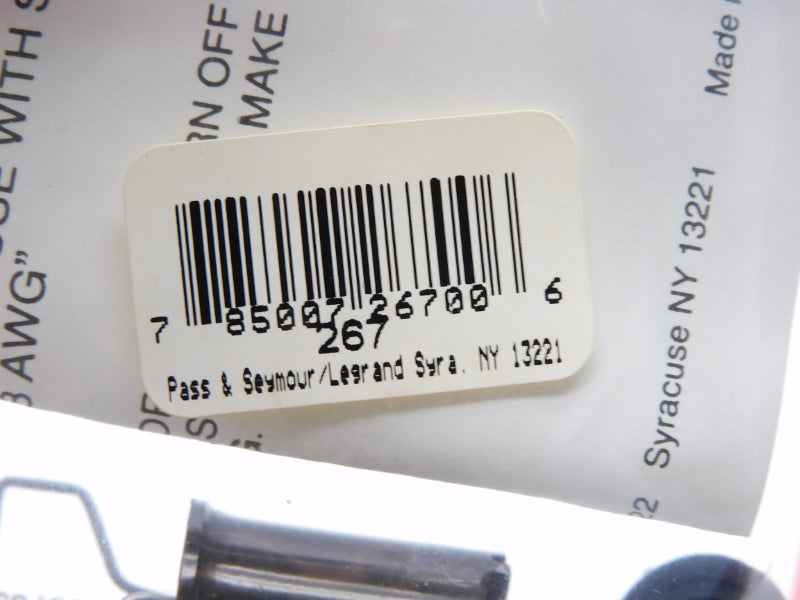 7 85007 26700 6
267
Pass & Seymour/Legrand Syra. NY 13221
WITH
RN OFF
MAKE
AWG"
Syracuse NY 13221
Made